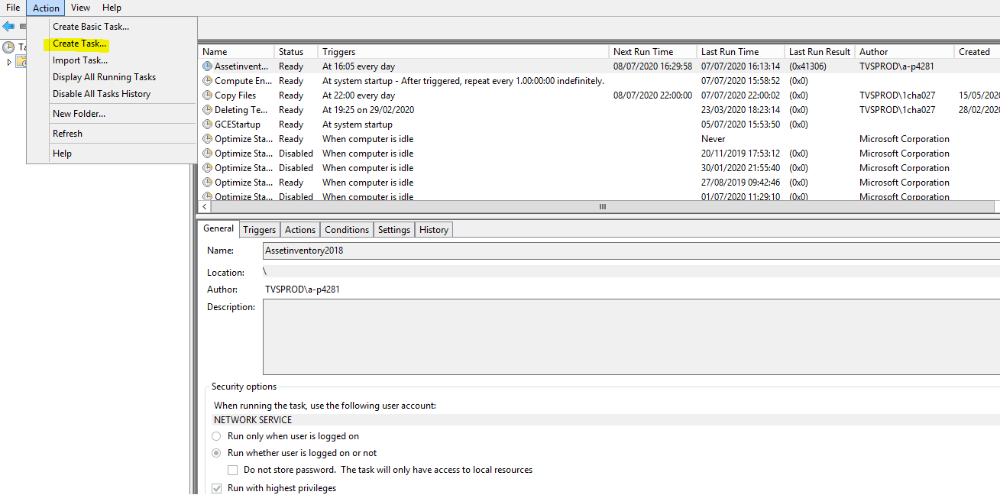 File Action View Help
Create Basic Task...
Create Task...
Import Task...
Display All Running Tasks
Disable All Tasks History
New Folder...
Refresh
Help
Ta
Name Status Triggers Next Run Time Last Run Time Last Run Result Author Created
Assetinvent... Ready At 16:05 every day 08/07/2020 16:29:58 07/07/2020 16:13:14 (0x41306) TVSPROD\a-p4281
Compute En... Ready At system startup - After triggered, repeat every 1.00:00:00 indefinitely. 07/07/2020 15:58:52 (0x0)
Copy Files Ready At 22:00 every day 08/07/2020 22:00:00 07/07/2020 22:00:02 (0x0) TVSPROD\1cha027 15/05/2020
Deleting Te... Ready At 19:25 on 29/02/2020 23/03/2020 18:23:14 (0x0) TVSPROD\1cha027 28/02/2020
GCEStartup Ready At system startup 05/07/2020 15:53:50 (0x0)
Optimize Sta... Ready When computer is idle Never Microsoft Corporation
Optimize Sta... Disabled When computer is idle 20/11/2019 17:53:12 (0x0) Microsoft Corporation
Optimize Sta... Disabled When computer is idle 30/01/2020 21:55:40 (0x0) Microsoft Corporation
Optimize Sta... Ready When computer is idle 27/08/2019 09:42:46 (0x0) Microsoft Corporation
Optimize Sta... Disabled When computer is idle 01/07/2020 11:29:10 (0x0) Microsoft Corporation
General Triggers Actions Conditions Settings History
Name: Assetinventory2018
Location: \
Author: TVSPROD\a-p4281
Description:
Security options
When running the task, use the following user account:
NETWORK SERVICE
Run only when user is logged on
Run whether user is logged on or not
Do not store password. The task will only have access to local resources
Run with highest privileges